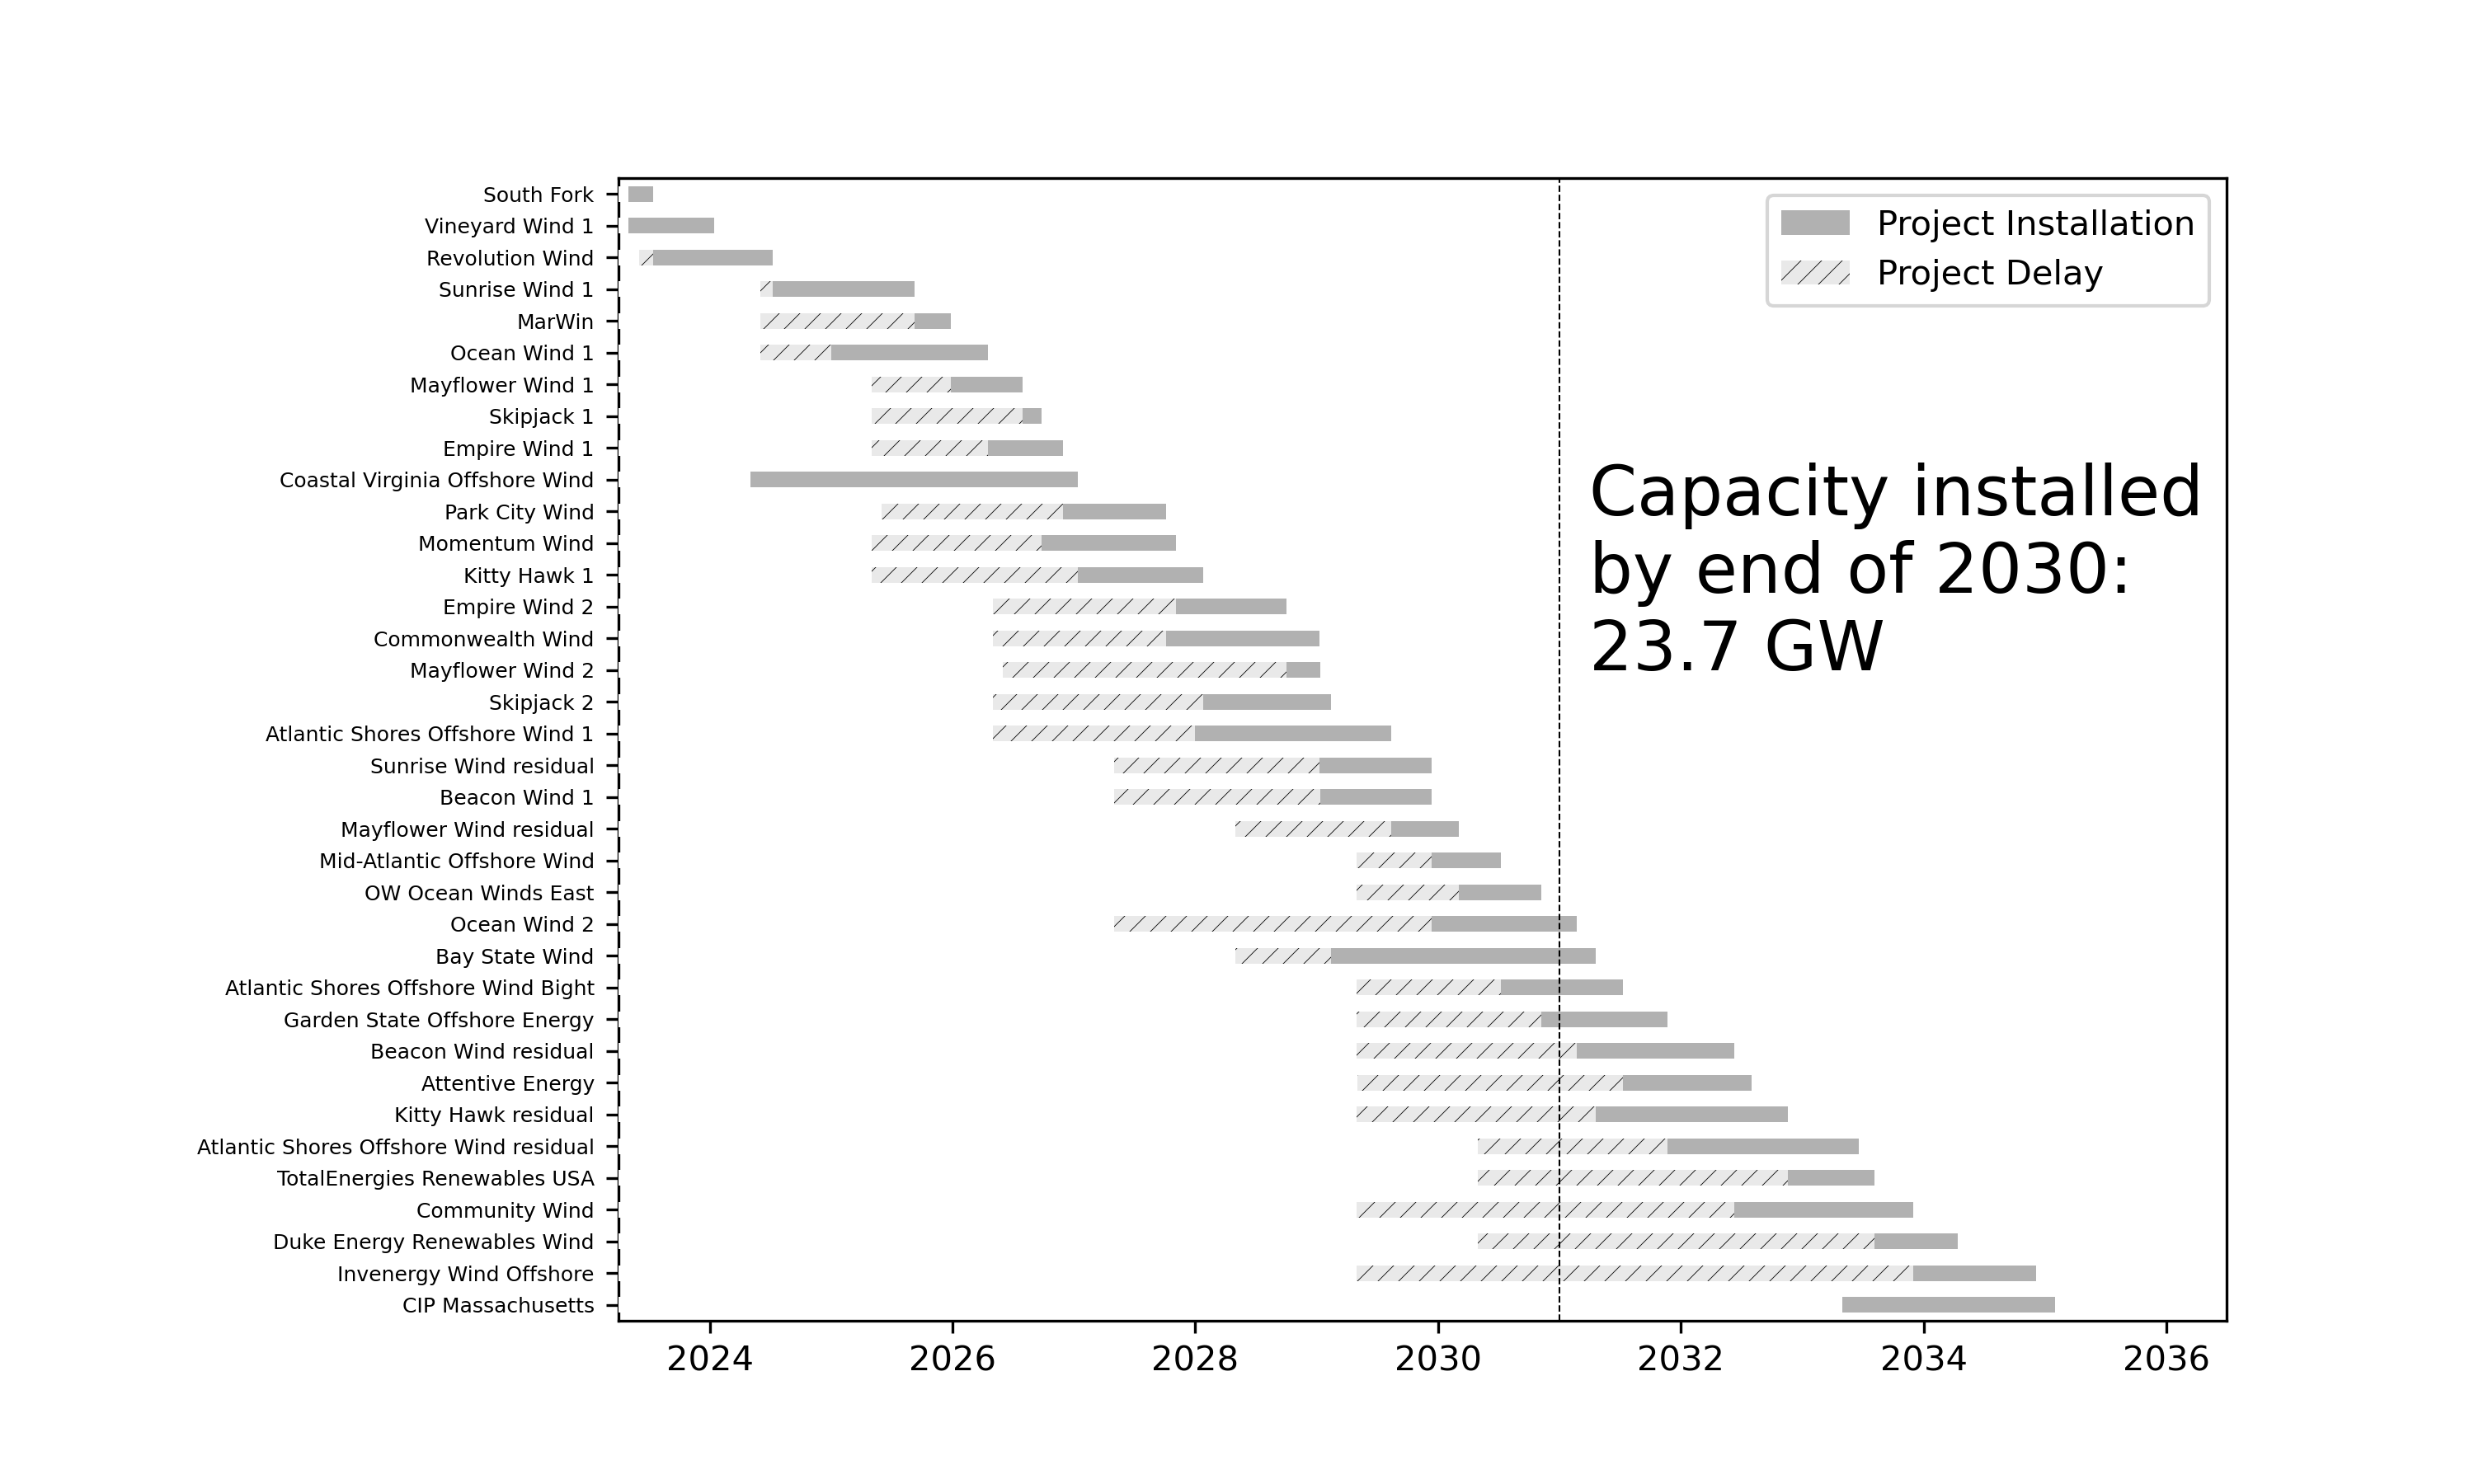 South Fork
Vineyard Wind 1
Revolution Wind
Sunrise Wind 1
MarWin
Ocean Wind 1
Mayflower Wind 1
Skipjack 1
Empire Wind 1
Coastal Virginia Offshore Wind
Park City Wind
Momentum Wind
Kitty Hawk 1
Empire Wind 2
Commonwealth Wind
Mayflower Wind 2
Skipjack 2
Atlantic Shores Offshore Wind 1
Sunrise Wind residual
Beacon Wind 1
Mayflower Wind residual
Mid-Atlantic Offshore Wind
OW Ocean Winds East
Ocean Wind 2
Bay State Wind
Atlantic Shores Offshore Wind Bight
Garden State Offshore Energy
Beacon Wind residual
Attentive Energy
Kitty Hawk residual
Atlantic Shores Offshore Wind residual
TotalEnergies Renewables USA
Community Wind
Duke Energy Renewables Wind
Invenergy Wind Offshore
CIP Massachusetts
Project Installation
Project Delay
Capacity installed
by end of 2030:
23.7 GW
2024 2026 2028 2030 2032 2034 2036